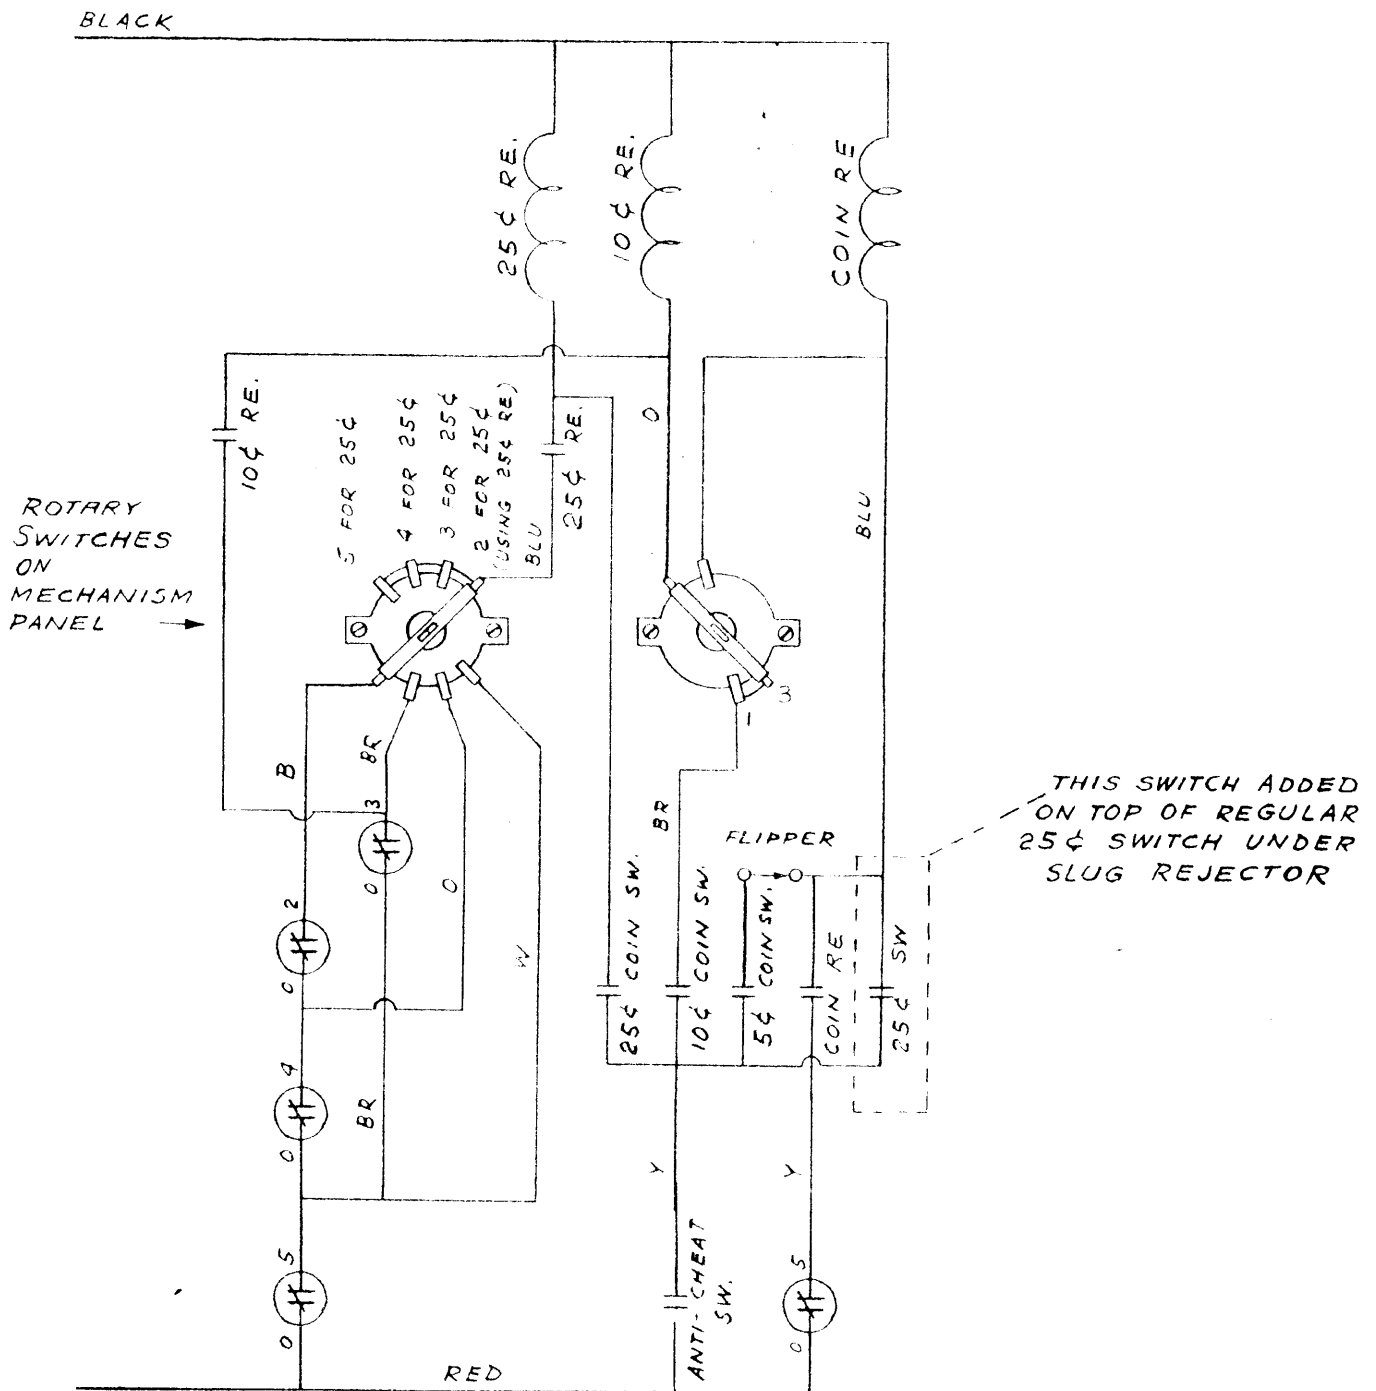 BLACK
25¢ RE.
10¢ RE.
COIN RE
10¢ RE.
5 FOR 25¢
4 FOR 25¢
3 FOR 25¢
2 FOR 25¢
(USING 25¢ RE)
BLU
25¢ RE.
O
BLU
ROTARY
SWITCHES
ON
MECHANISM
PANEL
3
1
B
BR
3
O
O
W
BR
FLIPPER
THIS SWITCH ADDED
ON TOP OF REGULAR
25¢ SWITCH UNDER
SLUG REJECTOR
2
O
25¢ COIN SW.
10¢ COIN SW.
5¢ COIN SW.
COIN RE
25¢ SW
4
O
BR
Y
Y
5
O
ANTI-CHEAT
SW.
5
O
RED